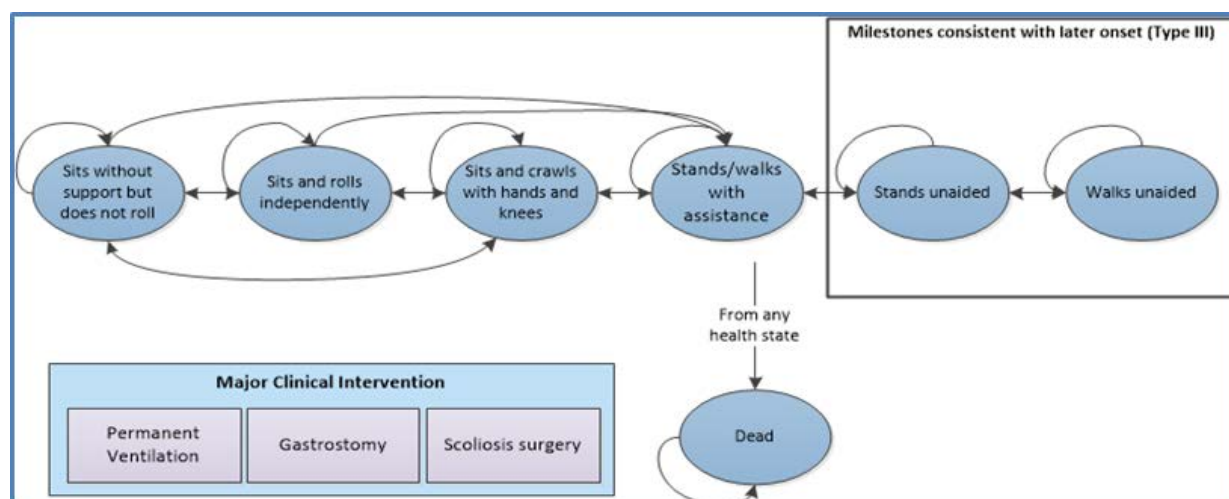 Milestones consistent with later onset (Type III)
Sits without
support but
does not roll
Sits and rolls
independently
Sits and crawls
with hands and
knees
Stands/walks
with
assistance
Stands unaided
Walks unaided
From any
health state
Major Clinical Intervention
Permanent
Ventilation
Gastrostomy
Scoliosis surgery
Dead